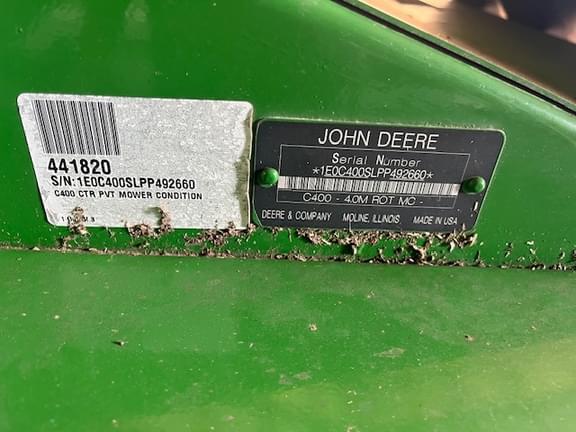 441820
S/N:1E0C400SLPP492660
C400 CTR PVT MOWER CONDITION
JOHN DEERE
Serial Number
*1E0C400SLPP492660*
C400 - 4.0M ROT MC -
DEERE & COMPANY MOLINE, ILLINOIS MADE IN USA